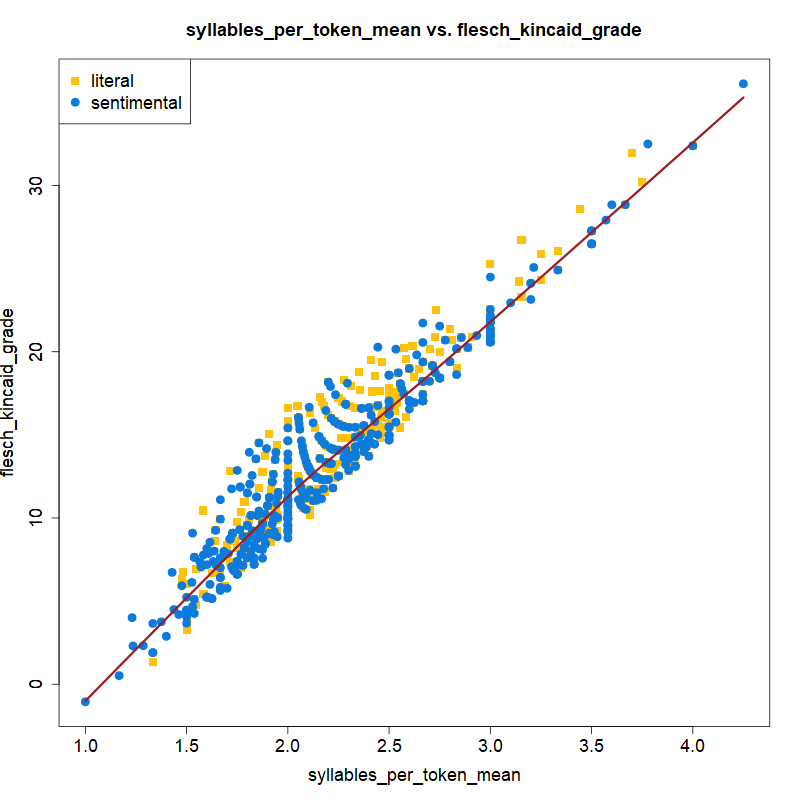 syllables_per_token_mean vs. flesch_kincaid_grade
literal
sentimental
flesch_kincaid_grade
30
20
10
0
1.0 1.5 2.0 2.5 3.0 3.5 4.0
syllables_per_token_mean